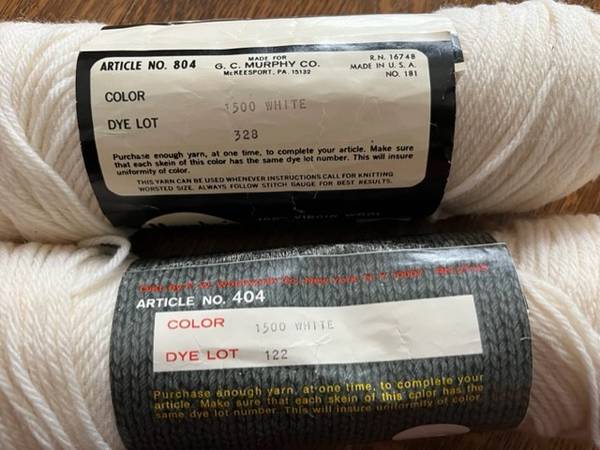 ARTICLE NO. 804
MADE FOR
G. C. MURPHY CO.
McKEESPORT, PA. 15132
R.N. 16748
MADE IN U. S. A.
NO. 181
COLOR 1500 WHITE
DYE LOT 328
Purchase enough yarn, at one time, to complete your article. Make sure
that each skein of this color has the same dye lot number. This will insure
uniformity of color.
THIS YARN CAN BE USED WHENEVER INSTRUCTIONS CALL FOR KNITTING
WORSTED SIZE. ALWAYS FOLLOW STITCH GAUGE FOR BEST RESULTS.
100% VIRGIN WOOL
ARTICLE NO. 404
COLOR 1500 WHITE
DYE LOT 122
Purchase enough yarn, at one time, to complete your
article. Make sure that each skein of this color has the
same dye lot number. This will insure uniformity of color